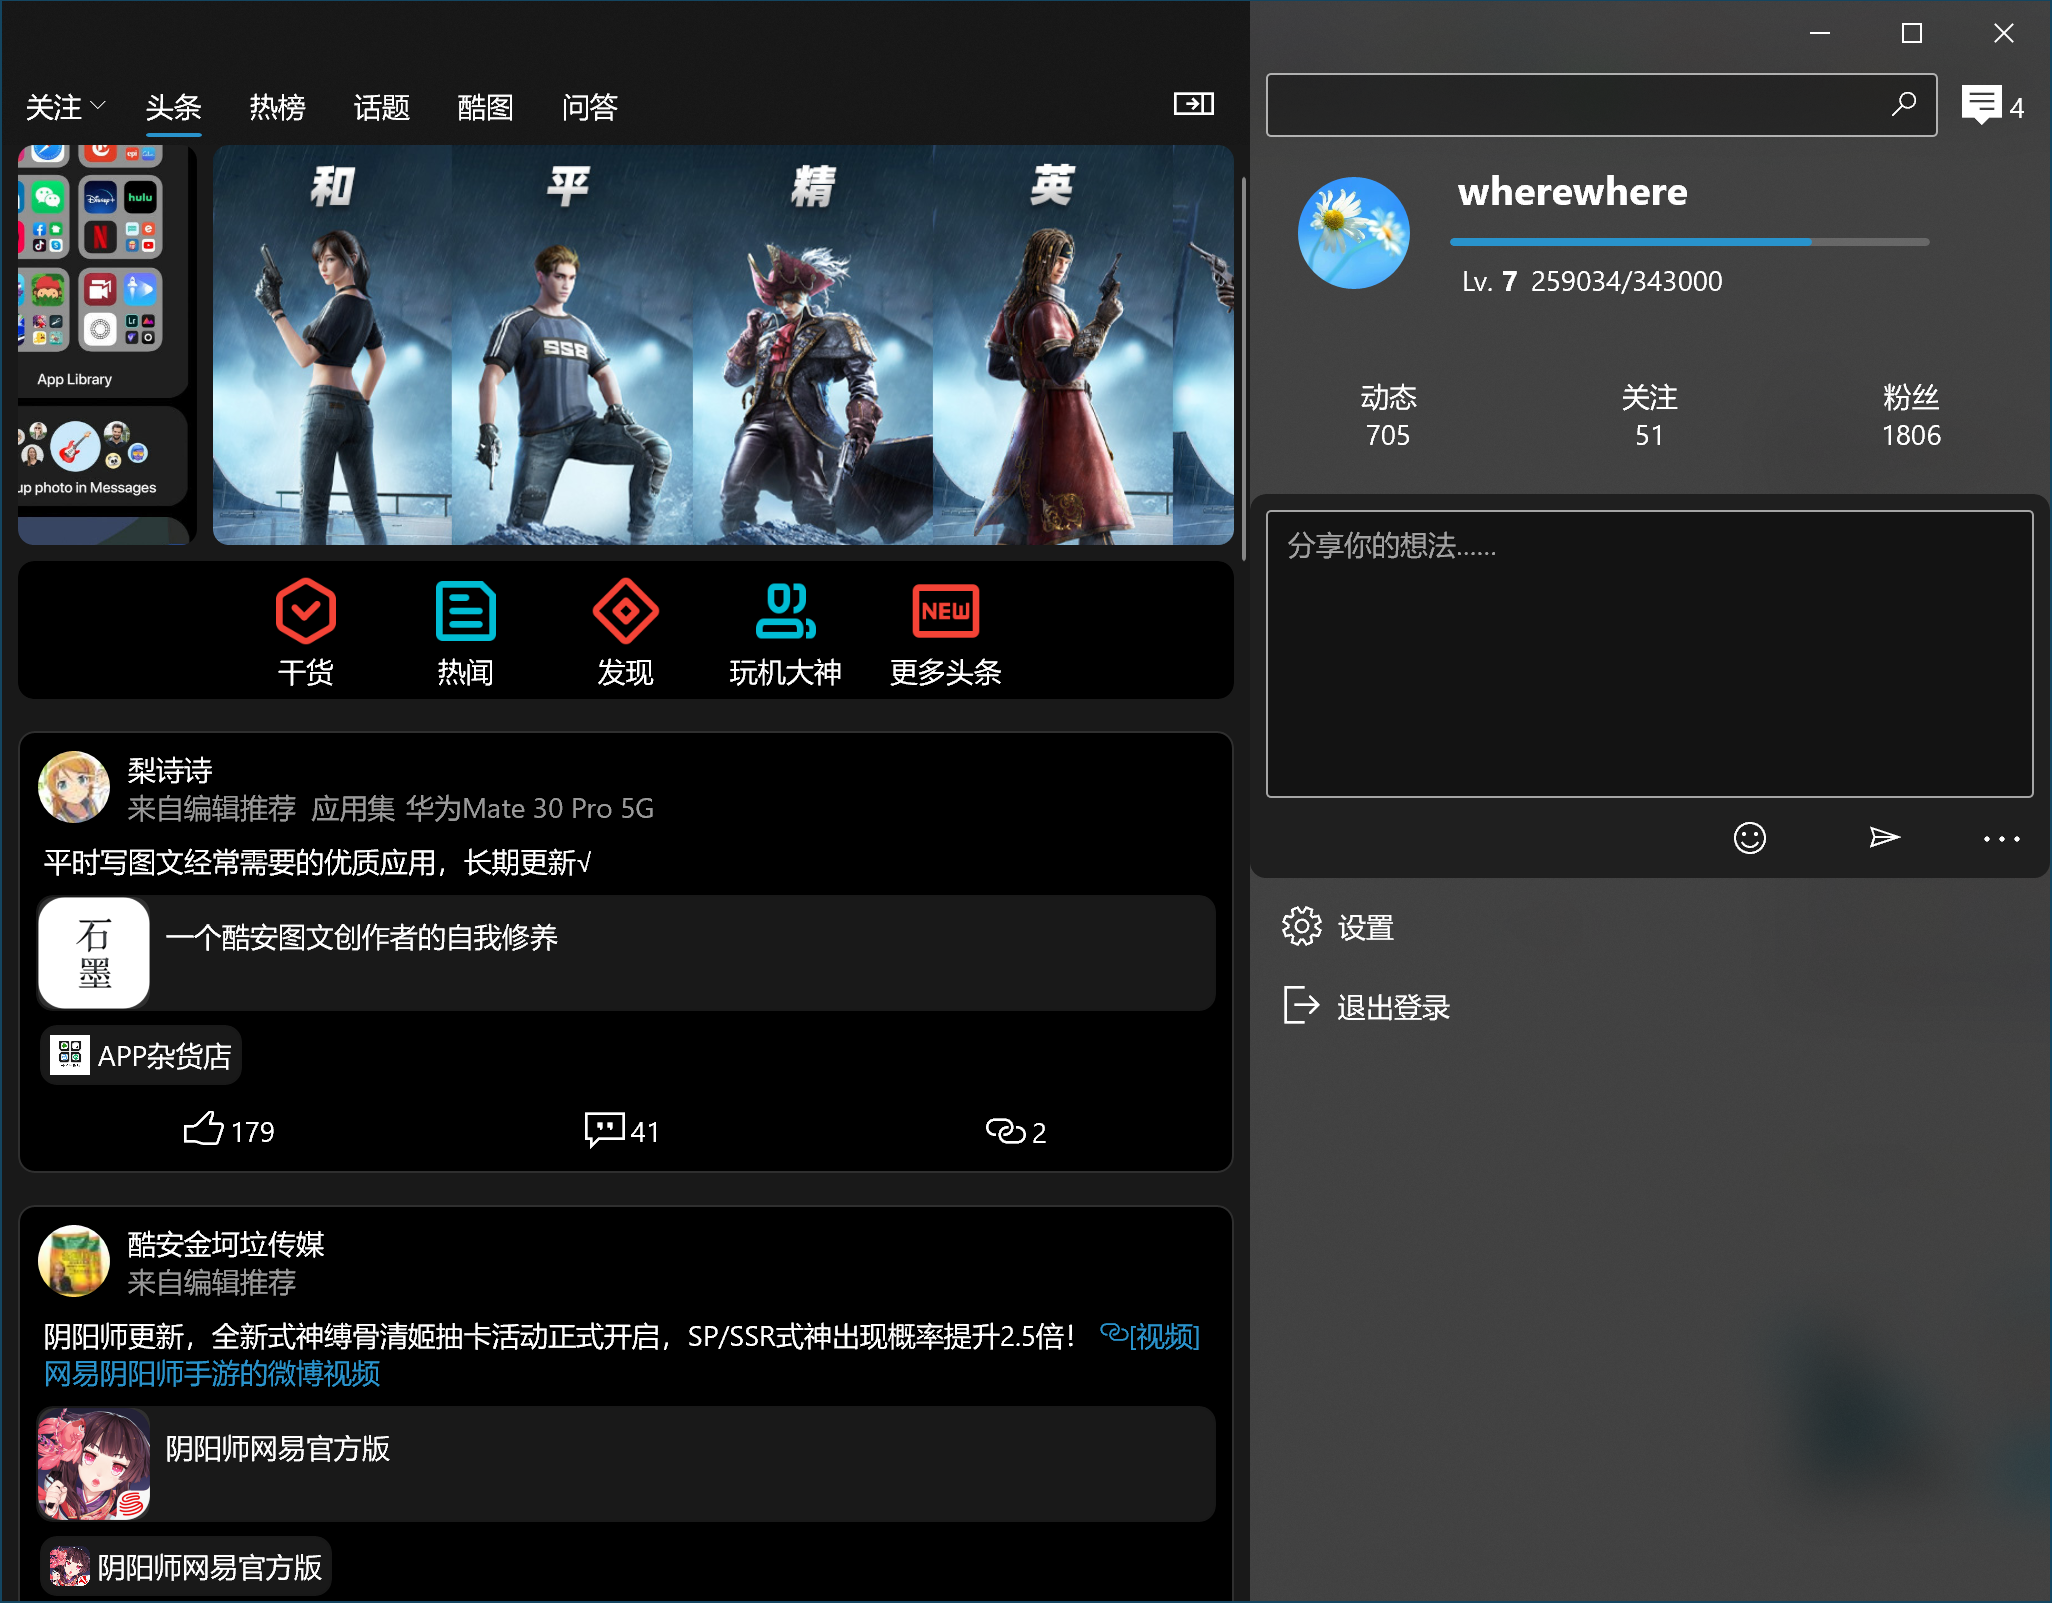 关注 头条 热榜 话题 酷图 问答
4
Disney+ hulu
App Library
up photo in Messages
和 平 精 英
SS8
wherewhere
Lv. 7 259034/343000
动态 关注 粉丝
705 51 1806
分享你的想法......
设置
退出登录
干货 热闻 发现 玩机大神 NEW 更多头条
梨诗诗
来自编辑推荐 应用集 华为Mate 30 Pro 5G
平时写图文经常需要的优质应用，长期更新√
石墨
一个酷安图文创作者的自我修养
APP杂货店
179 41 2
酷安金坷垃传媒
来自编辑推荐
阴阳师更新，全新式神缚骨清姬抽卡活动正式开启，SP/SSR式神出现概率提升2.5倍！ [视频]
网易阴阳师手游的微博视频
阴阳师网易官方版
阴阳师网易官方版